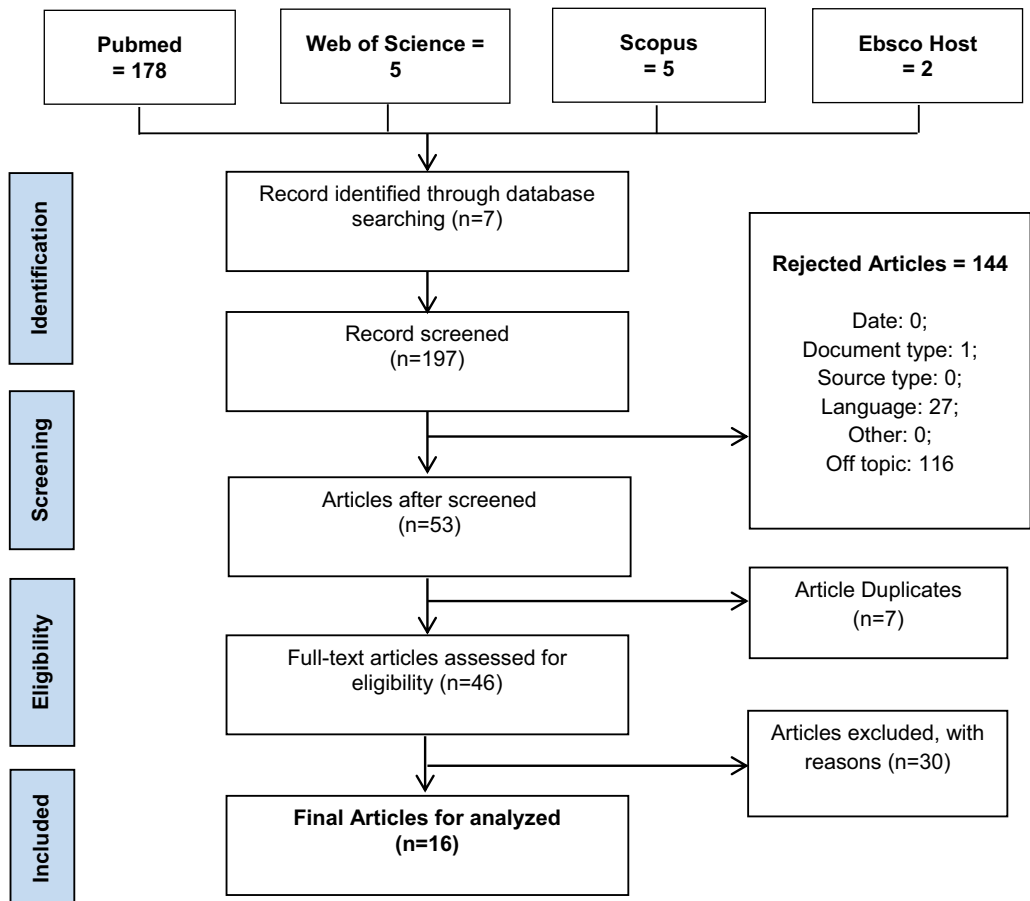 Pubmed
= 178
Web of Science =
5
Scopus
= 5
Ebsco Host
= 2
Identification
Record identified through database
searching (n=7)
Record screened
(n=197)
Rejected Articles = 144
Date: 0;
Document type: 1;
Source type: 0;
Language: 27;
Other: 0;
Off topic: 116
Screening
Articles after screened
(n=53)
Article Duplicates
(n=7)
Eligibility
Full-text articles assessed for
eligibility (n=46)
Articles excluded, with
reasons (n=30)
Included
Final Articles for analyzed
(n=16)